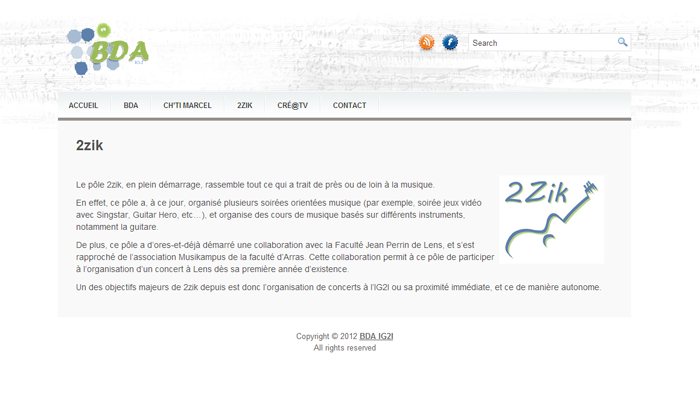 BDA
IG2I
Search
ACCUEIL BDA CH'TI MARCEL 2ZIK CRÉ@TV CONTACT
2zik
Le pôle 2zik, en plein démarrage, rassemble tout ce qui a trait de près ou de loin à la musique.
En effet, ce pôle a, à ce jour, organisé plusieurs soirées orientées musique (par exemple, soirée jeux vidéo
avec Singstar, Guitar Hero, etc…), et organise des cours de musique basés sur différents instruments,
notamment la guitare.
2Zik
De plus, ce pôle a d'ores-et-déjà démarré une collaboration avec la Faculté Jean Perrin de Lens, et s'est
rapproché de l'association Musikampus de la faculté d'Arras. Cette collaboration permit à ce pôle de participer
à l'organisation d'un concert à Lens dès sa première année d'existence.
Un des objectifs majeurs de 2zik depuis est donc l'organisation de concerts à l'IG2I ou sa proximité immédiate, et ce de manière autonome.
Copyright © 2012 BDA IG2I
All rights reserved